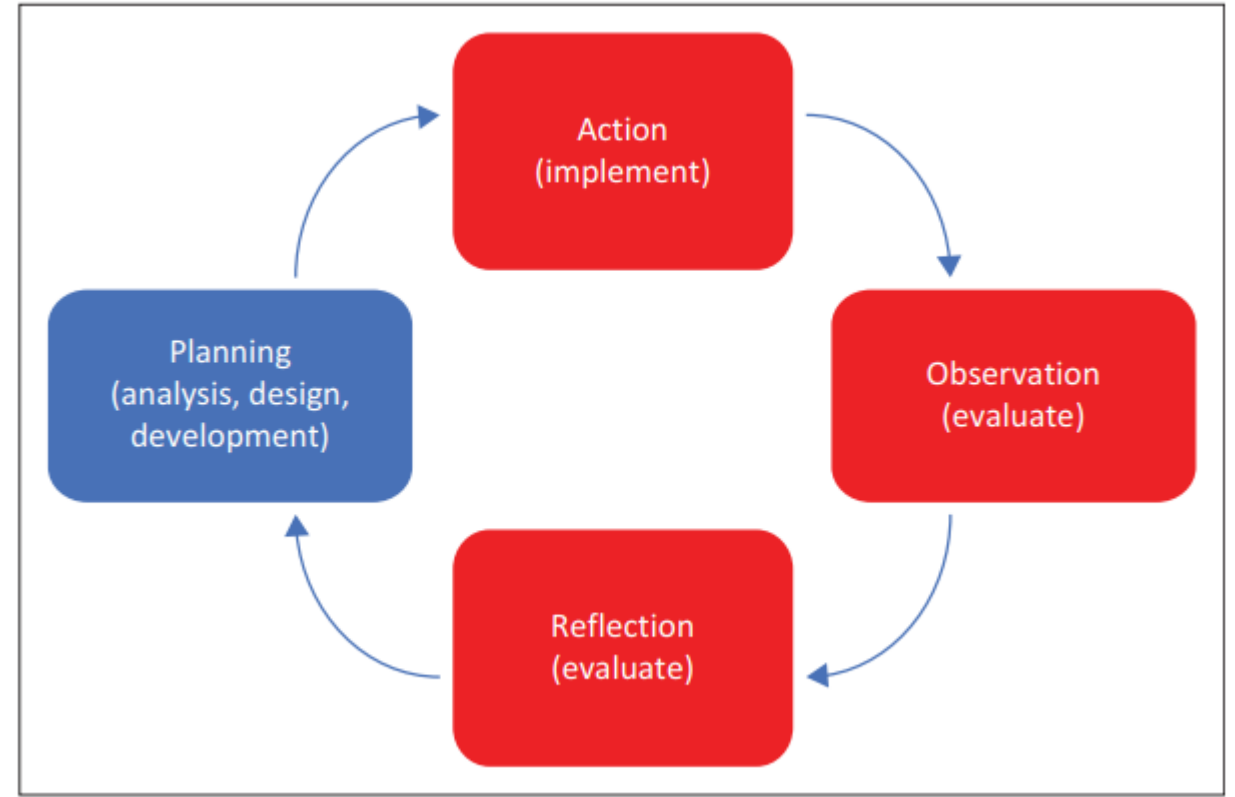 Action
(implement)
Planning
(analysis, design,
development)
Observation
(evaluate)
Reflection
(evaluate)